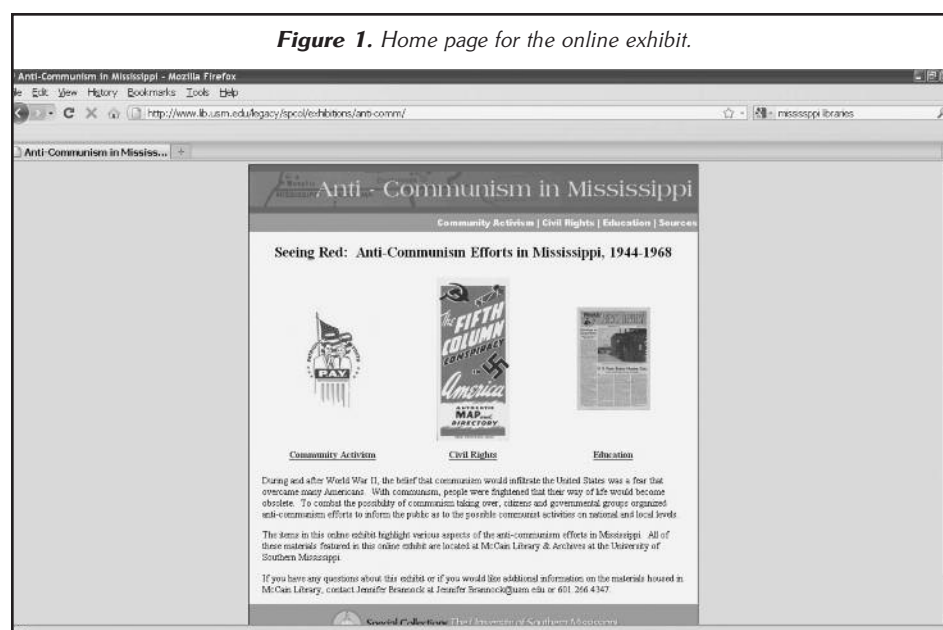 Figure 1. Home page for the online exhibit.
Anti-Communism in Mississippi - Mozilla Firefox
Edit View History Bookmarks Tools Help
http://www.lib.usm.edu/legacy/spcol/exhibitions/anti-comm/
mississippi libraries
Anti-Communism in Mississ...
Anti - Communism in Mississippi
Community Activism | Civil Rights | Education | Sources
Seeing Red: Anti-Communism Efforts in Mississippi, 1944-1968
The
FIFTH
COLUMN
CONSPIRACY
America
AUTHENTIC
MAP and
DIRECTORY
PAY
Community Activism Civil Rights Education
During and after World War II, the belief that communism would infiltrate the United States was a fear that
overcame many Americans. With communism, people were frightened that their way of life would become
obsolete. To combat the possibility of communism taking over, citizens and governmental groups organized
anti-communism efforts to inform the public as to the possible communist activities on national and local levels.
The items in this online exhibit highlight various aspects of the anti-communism efforts in Mississippi. All of
these materials featured in this online exhibit are located at McCain Library & Archives at the University of
Southern Mississippi.
If you have any questions about this exhibit or if you would like additional information on the materials housed in
McCain Library, contact Jennifer Brannock at Jennifer.Brannock@usm.edu or 601.266.4347.
Special Collections The University of Southern Mississippi